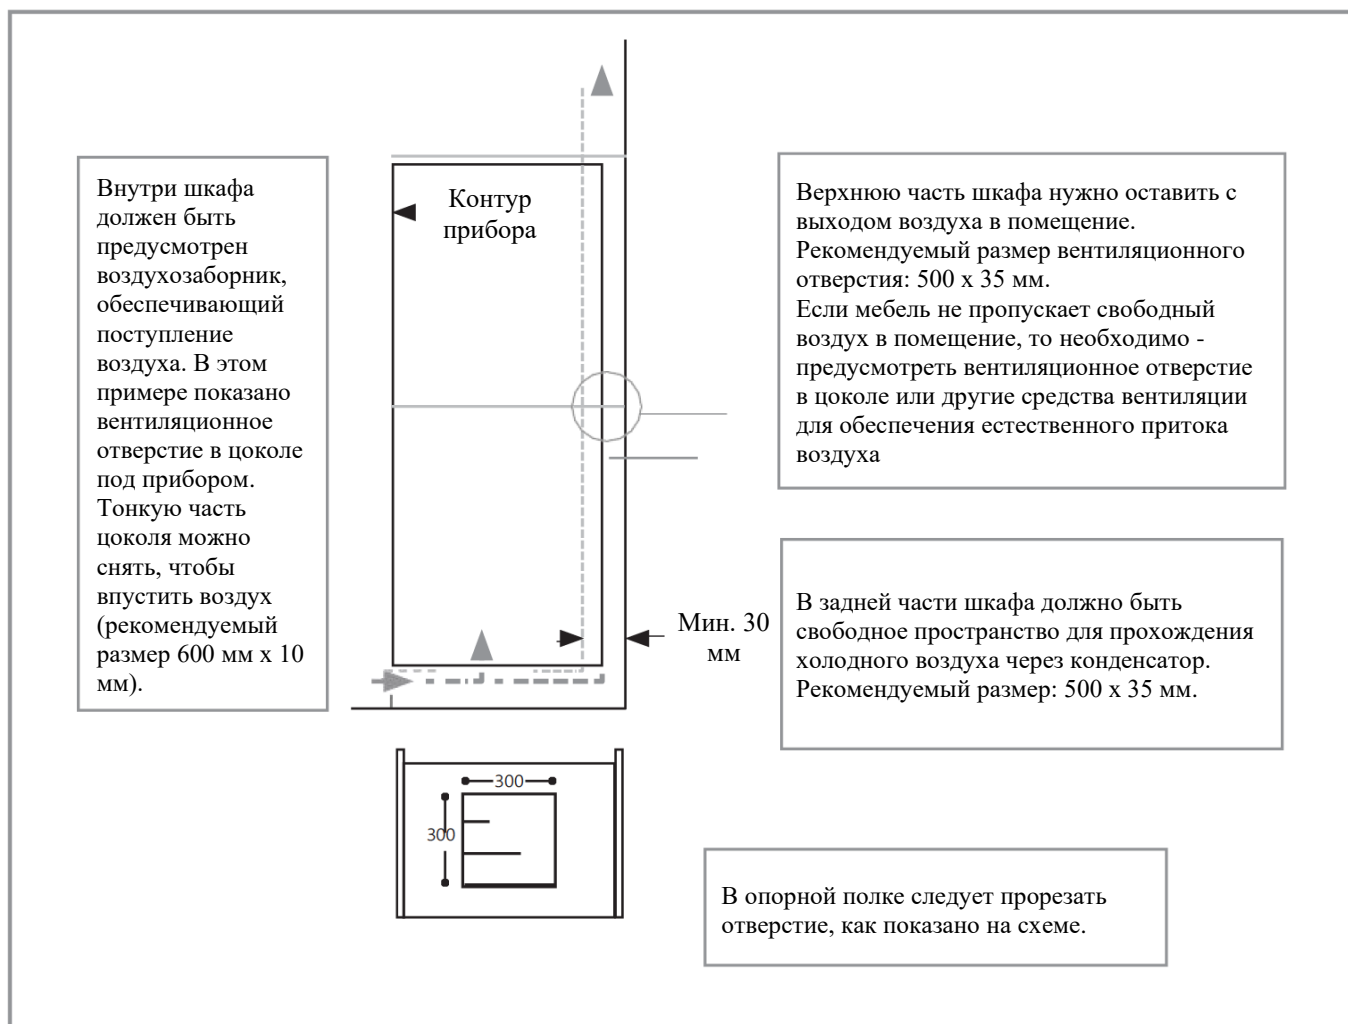 Внутри шкафа
должен быть
предусмотрен
воздухозаборник,
обеспечивающий
поступление
воздуха. В этом
примере показано
вентиляционное
отверстие в цоколе
под прибором.
Тонкую часть
цоколя можно
снять, чтобы
впустить воздух
(рекомендуемый
размер 600 мм x 10
мм).
Контур
прибора
Верхнюю часть шкафа нужно оставить с
выходом воздуха в помещение.
Рекомендуемый размер вентиляционного
отверстия: 500 x 35 мм.
Если мебель не пропускает свободный
воздух в помещение, то необходимо -
предусмотреть вентиляционное отверстие
в цоколе или другие средства вентиляции
для обеспечения естественного притока
воздуха
Мин. 30
мм
В задней части шкафа должно быть
свободное пространство для прохождения
холодного воздуха через конденсатор.
Рекомендуемый размер: 500 x 35 мм.
300
300
В опорной полке следует прорезать
отверстие, как показано на схеме.